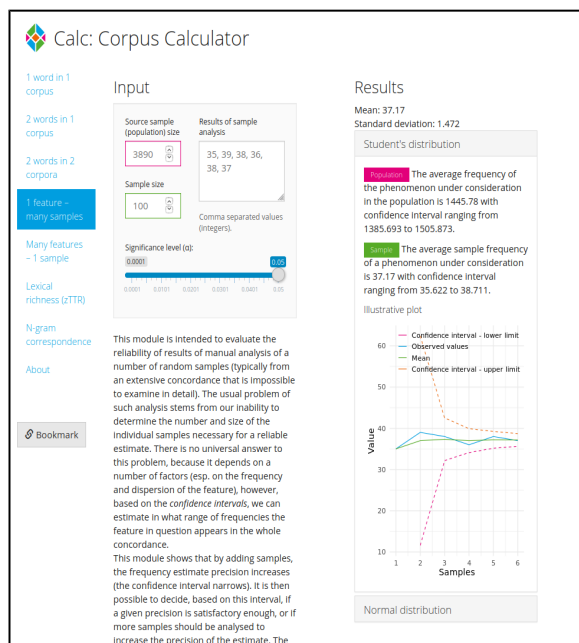 Calc: Corpus Calculator
1 word in 1
corpus
2 words in 1
corpus
2 words in 2
corpora
1 feature –
many samples
Many features
– 1 sample
Lexical
richness (zTTR)
N-gram
correspondence
About
Bookmark
Input
Source sample
(population) size
3890
Sample size
100
Results of sample
analysis
35, 39, 38, 36,
38, 37
Comma separated values
(integers).
Significance level (α):
0.0001
0.05
0.0001 0.0101 0.0201 0.0301 0.0401 0.05
This module is intended to evaluate the
reliability of results of manual analysis of a
number of random samples (typically from
an extensive concordance that is impossible
to examine in detail). The usual problem of
such analysis stems from our inability to
determine the number and size of the
individual samples necessary for a reliable
estimate. There is no universal answer to
this problem, because it depends on a
number of factors (esp. on the frequency
and dispersion of the feature), however,
based on the confidence intervals, we can
estimate in what range of frequencies the
feature in question appears in the whole
concordance.
This module shows that by adding samples,
the frequency estimate precision increases
(the confidence interval narrows). It is then
possible to decide, based on this interval, if
a given precision is satisfactory enough, or if
more samples should be analysed to
increase the precision of the estimate. The
Results
Mean: 37.17
Standard deviation: 1.472
Student's distribution
Population The average frequency of
the phenomenon under consideration
in the population is 1445.78 with
confidence interval ranging from
1385.693 to 1505.873.
Sample The average sample frequency
of a phenomenon under consideration
is 37.17 with confidence interval
ranging from 35.622 to 38.711.
Illustrative plot
Confidence interval - lower limit
Observed values
Mean
Confidence interval - upper limit
60
50
40
30
20
10
Value
1 2 3 4 5 6
Samples
Normal distribution